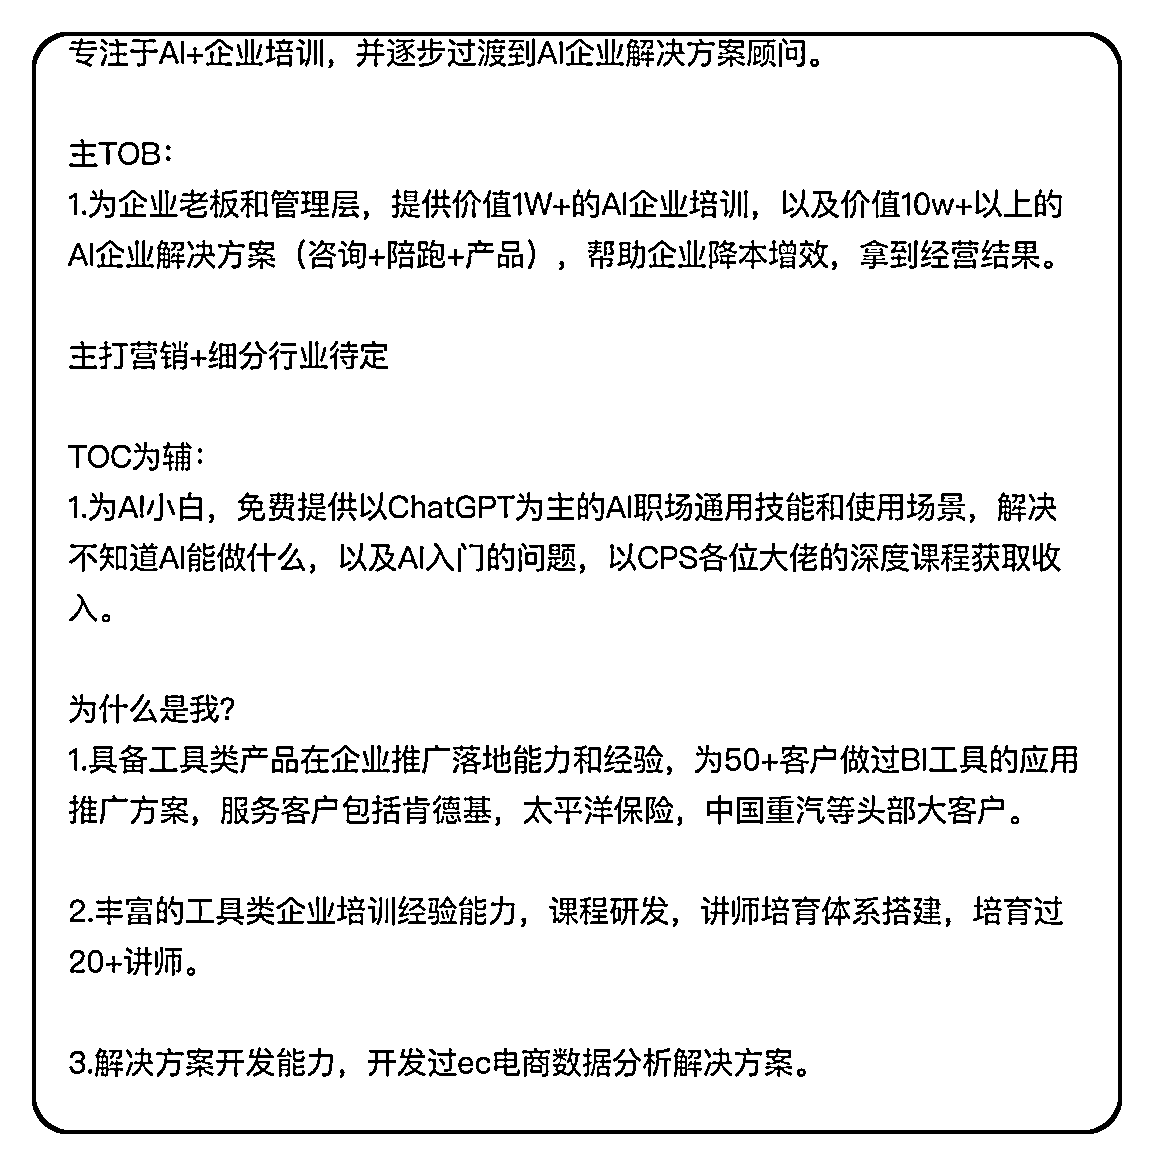 专注于AI+企业培训，并逐步过渡到AI企业解决方案顾问。
主TOB：
1.为企业老板和管理层，提供价值1W+的AI企业培训，以及价值10w+以上的
AI企业解决方案（咨询+陪跑+产品），帮助企业降本增效，拿到经营结果。
主打营销+细分行业待定
TOC为辅：
1.为AI小白，免费提供以ChatGPT为主的AI职场通用技能和使用场景，解决
不知道AI能做什么，以及AI入门的问题，以CPS各位大佬的深度课程获取收
入。
为什么是我?
1.具备工具类产品在企业推广落地能力和经验，为50+客户做过BI工具的应用
推广方案，服务客户包括肯德基，太平洋保险，中国重汽等头部大客户。
2.丰富的工具类企业培训经验能力，课程研发，讲师培育体系搭建，培育过
20+讲师。
3.解决方案开发能力，开发过ec电商数据分析解决方案。